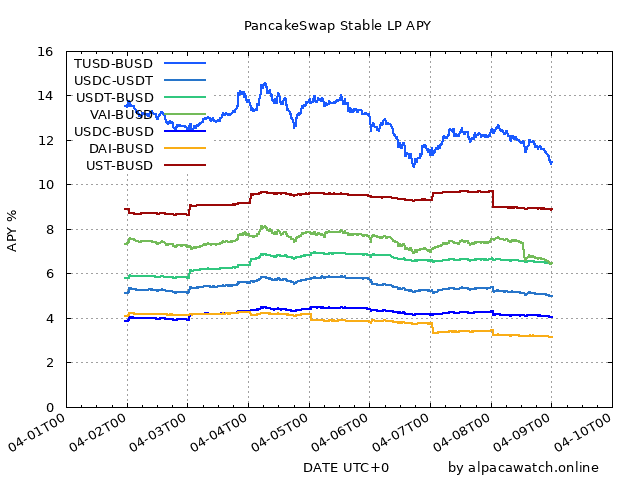 PancakeSwap Stable LP APY
16
14
12
10
8
6
4
2
0
APY %
TUSD-BUSD
USDC-USDT
USDT-BUSD
VAI-BUSD
USDC-BUSD
DAI-BUSD
UST-BUSD
04-01T00
04-02T00
04-03T00
04-04T00
04-05T00
04-06T00
04-07T00
04-08T00
04-09T00
04-10T00
DATE UTC+0
by alpacawatch.online